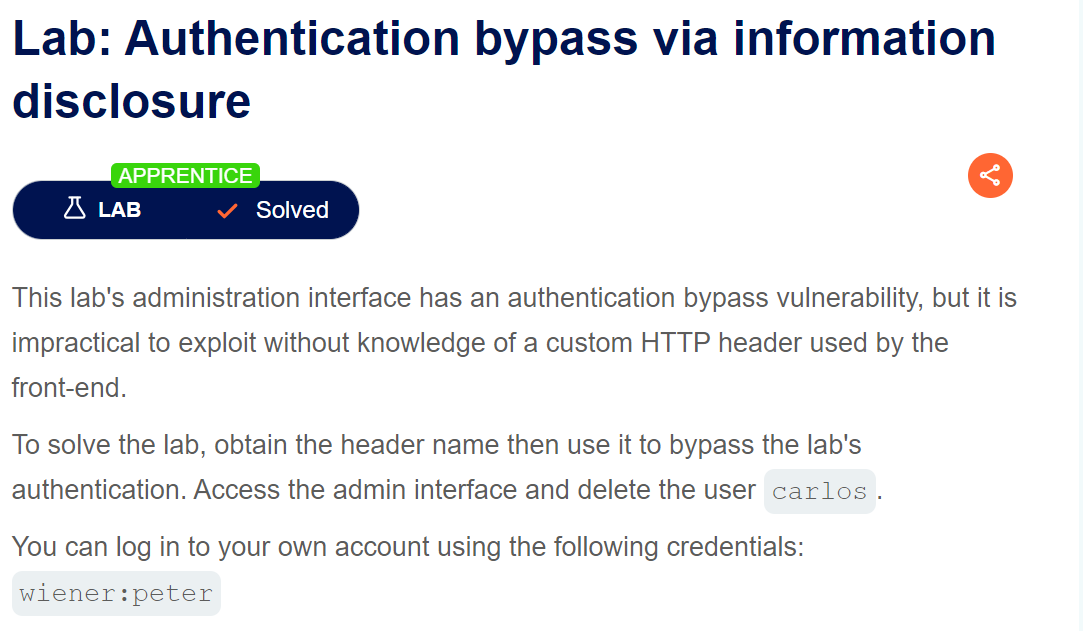 Lab: Authentication bypass via information
disclosure
APPRENTICE
LAB Solved
This lab's administration interface has an authentication bypass vulnerability, but it is
impractical to exploit without knowledge of a custom HTTP header used by the
front-end.
To solve the lab, obtain the header name then use it to bypass the lab's
authentication. Access the admin interface and delete the user carlos.
You can log in to your own account using the following credentials:
wiener:peter